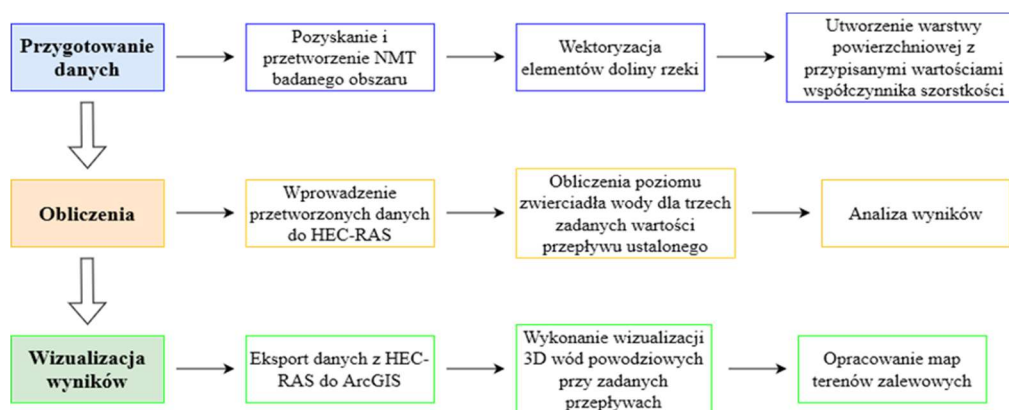 Przygotowanie
danych
Pozyskanie i
przetworzenie NMT
badanego obszaru
Wektoryzacja
elementów doliny rzeki
Utworzenie warstwy
powierzchniowej z
przypisanymi wartościami
współczynnika szorstkości
Obliczenia
Wprowadzenie
przetworzonych danych
do HEC-RAS
Obliczenia poziomu
zwierciadła wody dla trzech
zadanych wartości
przepływu ustalonego
Analiza wyników
Wizualizacja
wyników
Eksport danych z HEC-
RAS do ArcGIS
Wykonanie wizualizacji
3D wód powodziowych
przy zadanych
przepływach
Opracowanie map
terenów zalewowych